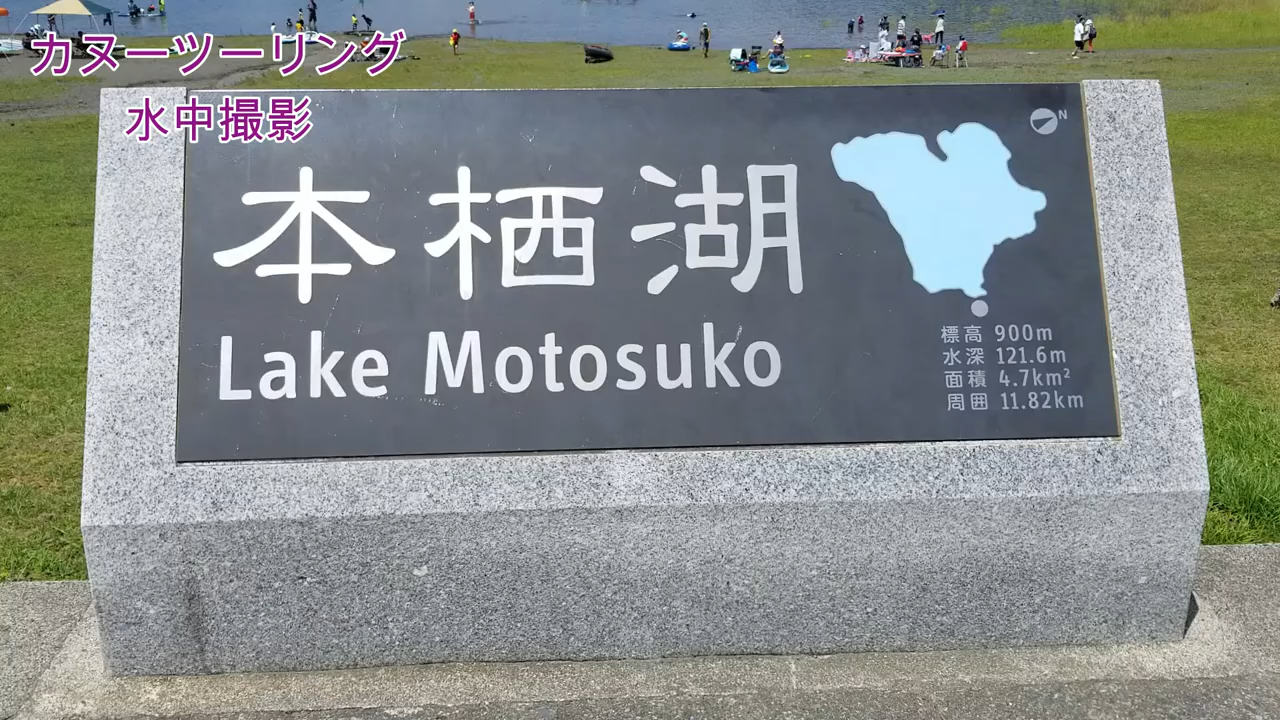 カヌーツーリング
水中撮影
本栖湖
Lake Motosuko
N
標高 900m
水深 121.6m
面積 4.7km²
周囲 11.82km